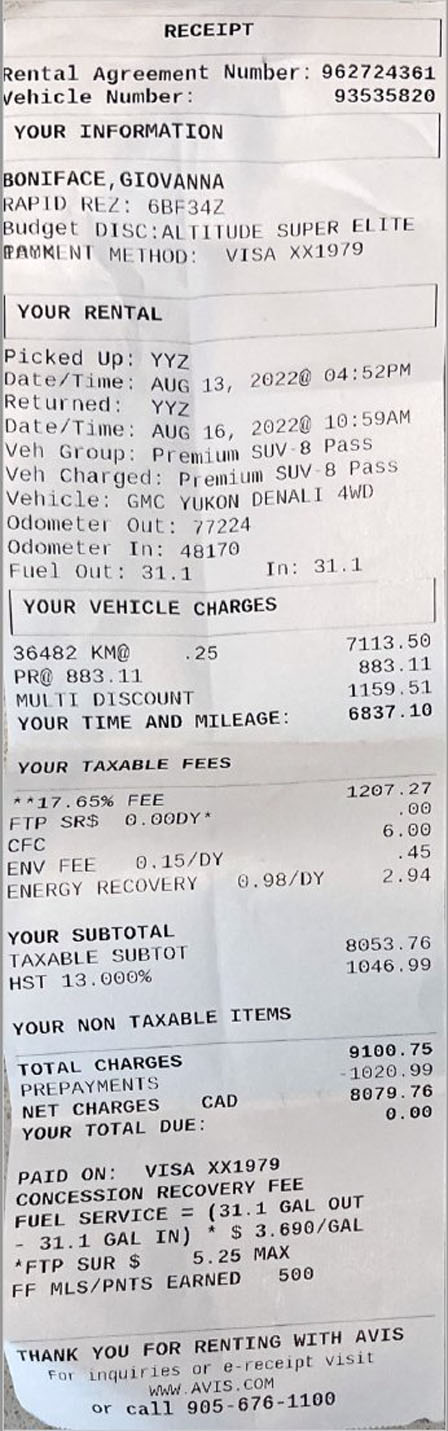 RECEIPT
Rental Agreement Number: 962724361
Vehicle Number: 93535820
YOUR INFORMATION
BONIFACE,GIOVANNA
RAPID REZ: 6BF34Z
Budget DISC:ALTITUDE SUPER ELITE
PAYMENT METHOD: VISA XX1979
YOUR RENTAL
Picked Up: YYZ
Date/Time: AUG 13, 2022@ 04:52PM
Returned: YYZ
Date/Time: AUG 16, 2022@ 10:59AM
Veh Group: Premium SUV-8 Pass
Veh Charged: Premium SUV-8 Pass
Vehicle: GMC YUKON DENALI 4WD
Odometer Out: 77224
Odometer In: 48170
Fuel Out: 31.1 In: 31.1
YOUR VEHICLE CHARGES
36482 KM@ .25 7113.50
PR@ 883.11 883.11
MULTI DISCOUNT 1159.51
YOUR TIME AND MILEAGE: 6837.10
YOUR TAXABLE FEES
**17.65% FEE 1207.27
FTP SR$ 0.00DY* .00
CFC 6.00
ENV FEE 0.15/DY .45
ENERGY RECOVERY 0.98/DY 2.94
YOUR SUBTOTAL
TAXABLE SUBTOT 8053.76
HST 13.000% 1046.99
YOUR NON TAXABLE ITEMS
TOTAL CHARGES 9100.75
PREPAYMENTS -1020.99
NET CHARGES CAD 8079.76
YOUR TOTAL DUE: 0.00
PAID ON: VISA XX1979
CONCESSION RECOVERY FEE
FUEL SERVICE = (31.1 GAL OUT
- 31.1 GAL IN) * $ 3.690/GAL
*FTP SUR $ 5.25 MAX
FF MLS/PNTS EARNED 500
THANK YOU FOR RENTING WITH AVIS
For inquiries or e-receipt visit
WWW.AVIS.COM
or call 905-676-1100